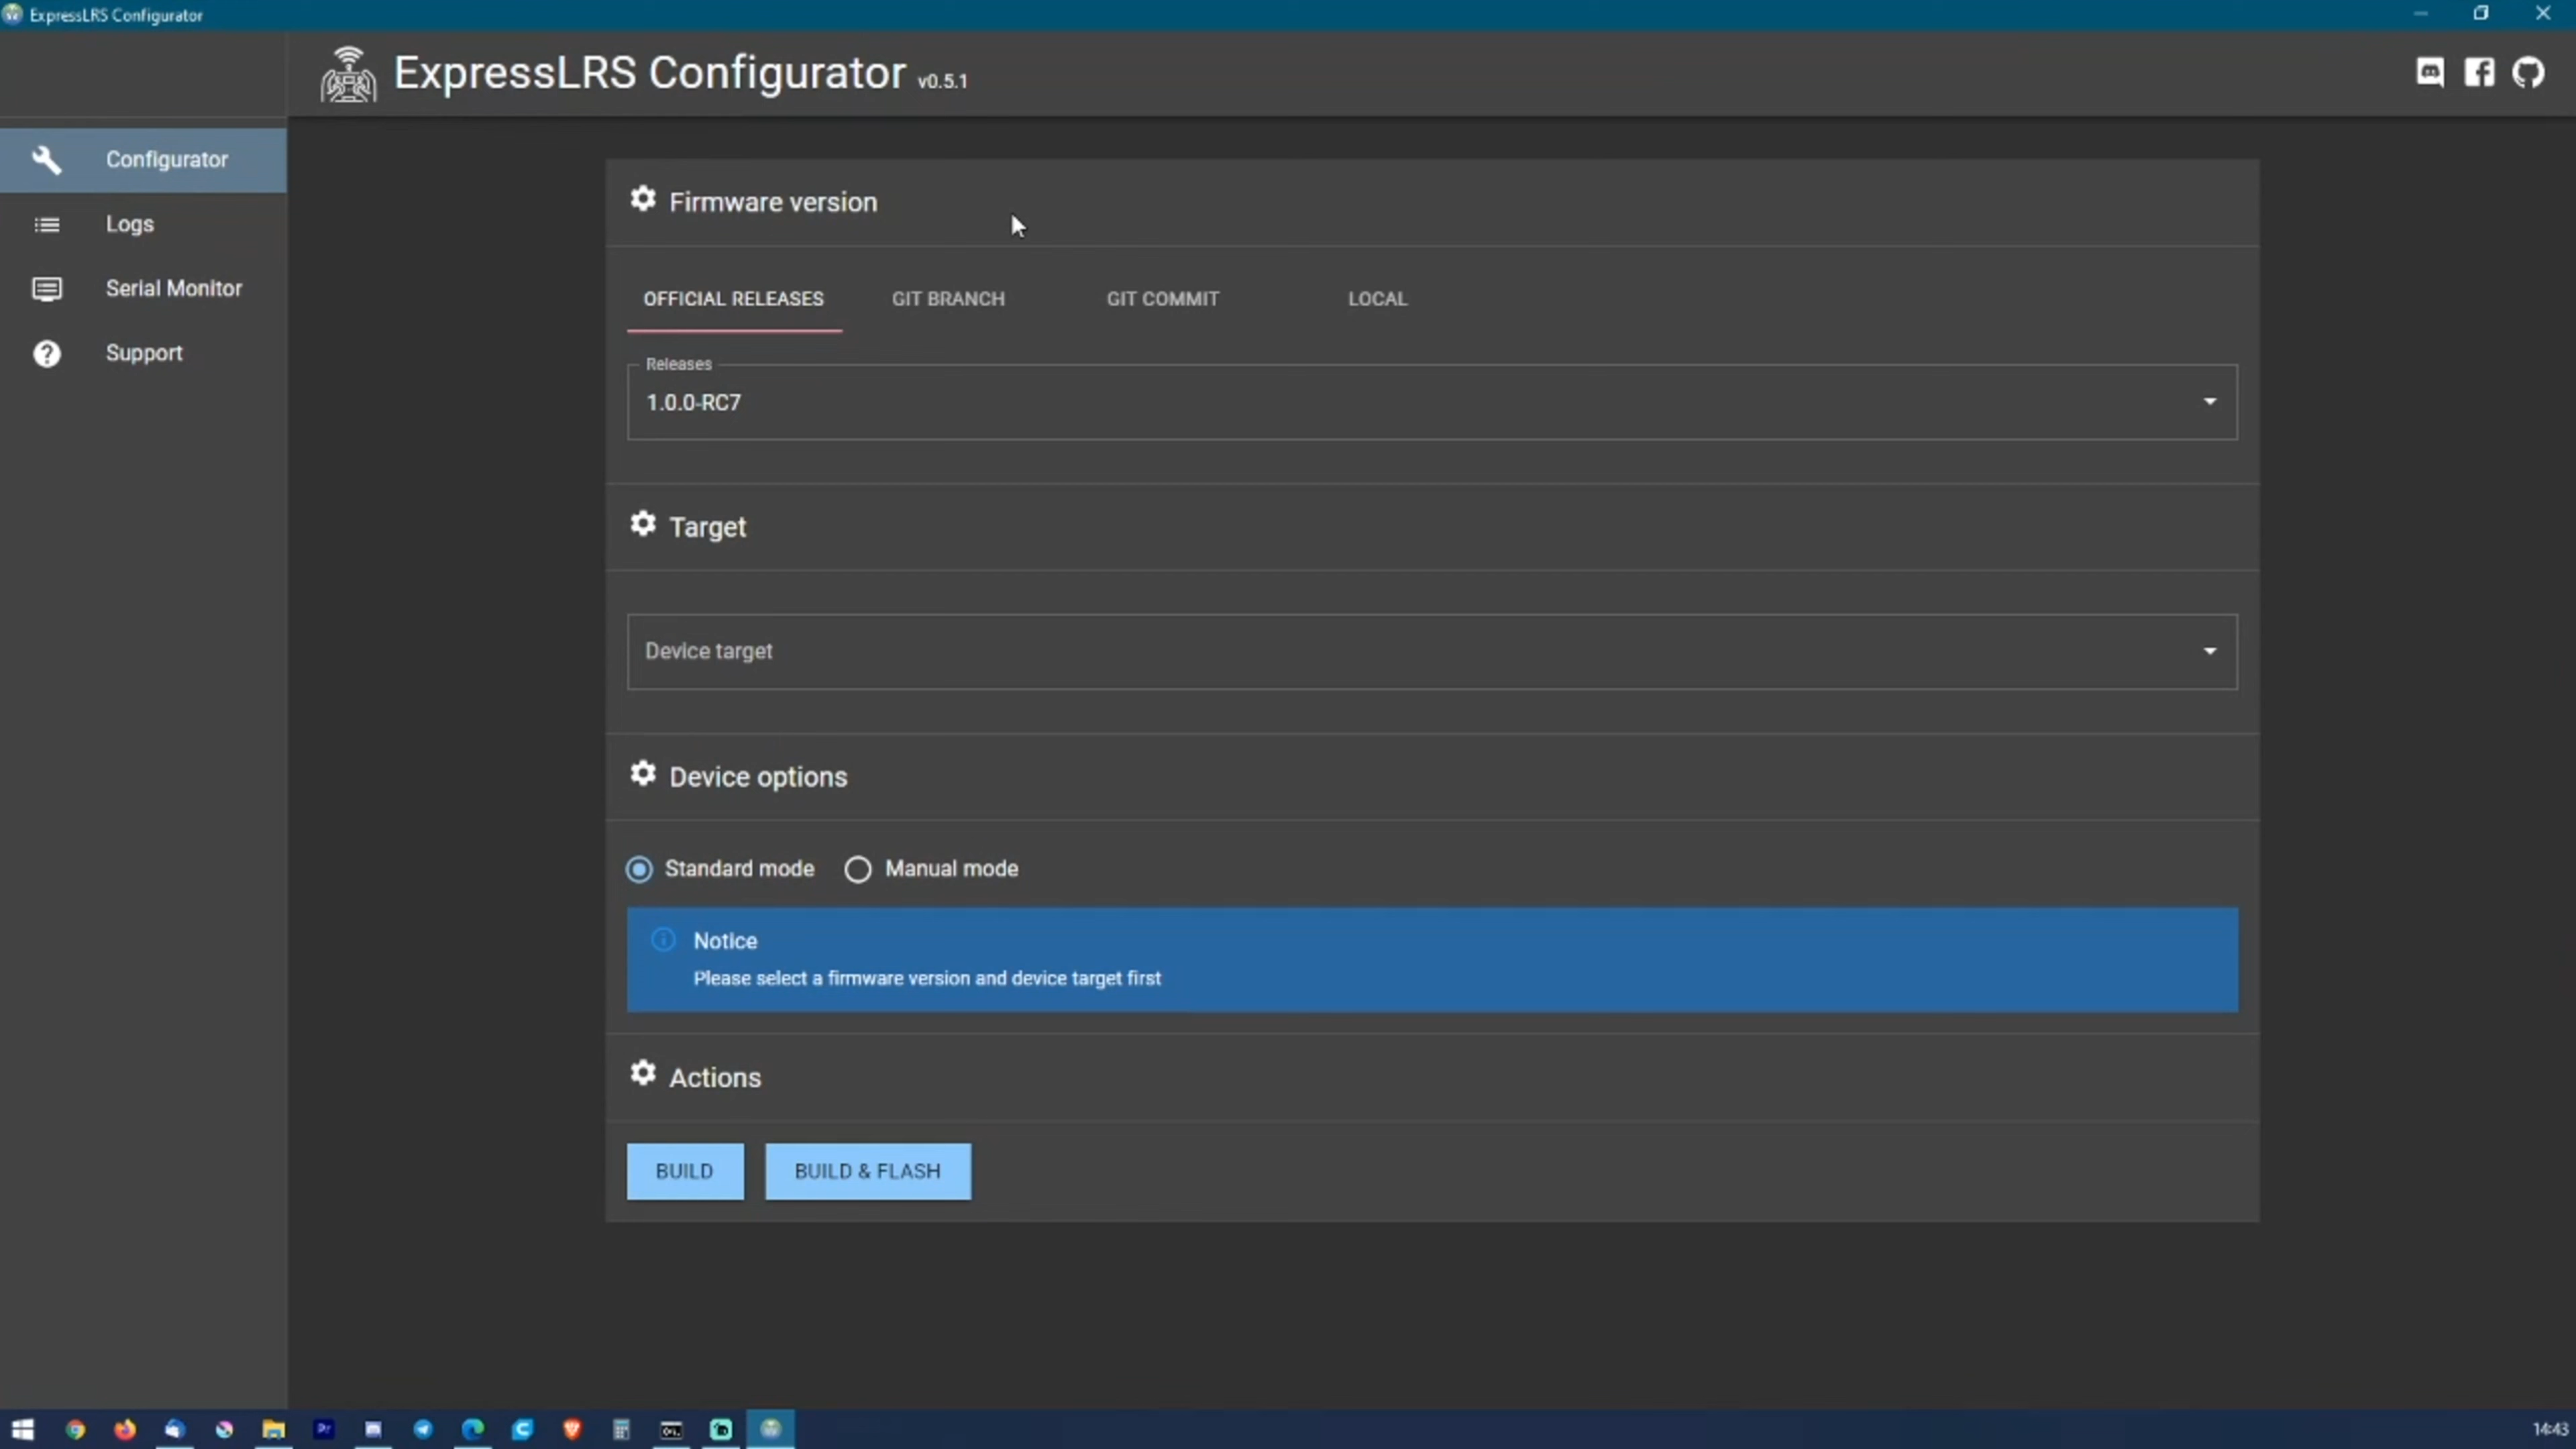 ExpressLRS Configurator
ExpressLRS Configurator v0.5.1
Configurator
Logs
Serial Monitor
Support
Firmware version
OFFICIAL RELEASES GIT BRANCH GIT COMMIT LOCAL
Releases
1.0.0-RC7
Target
Device target
Device options
Standard mode Manual mode
Notice
Please select a firmware version and device target first
Actions
BUILD BUILD & FLASH
Pr
14:43